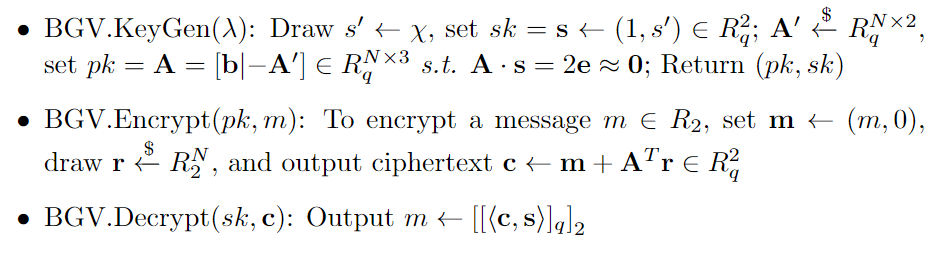 • BGV.KeyGen(λ): Draw s′ ← χ, set sk = s ← (1, s′) ∈ R_q^2; A′ ←^$ R_q^{N×2},
set pk = A = [b|−A′] ∈ R_q^{N×3} s.t. A · s = 2e ≈ 0; Return (pk, sk)
• BGV.Encrypt(pk, m): To encrypt a message m ∈ R_2, set m ← (m, 0),
draw r ←^$ R_2^N, and output ciphertext c ← m + A^T r ∈ R_q^2
• BGV.Decrypt(sk, c): Output m ← [[⟨c, s⟩]_q]_2